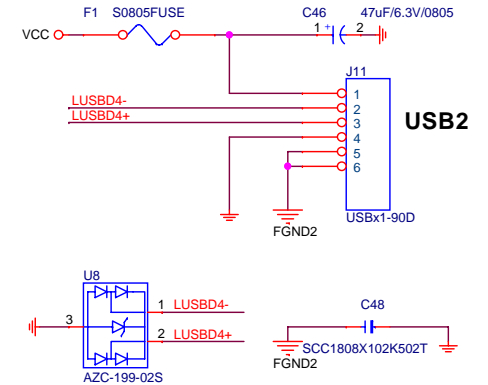 F1 S0805FUSE C46 47uF/6.3V/0805
VCC 1 + 2
J11
1
LUSBD4- 2
LUSBD4+ 3
USB2
4
5
6
FGND2 USBx1-90D
U8
1 LUSBD4-
3
2 LUSBD4+
AZC-199-02S
C48
SCC1808X102K502T
FGND2